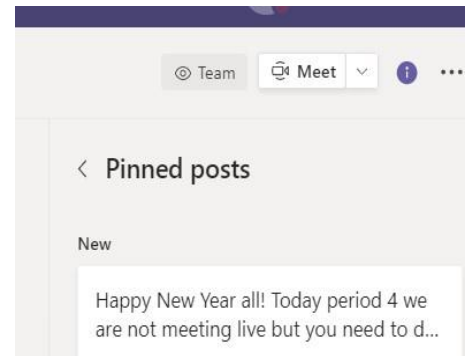 Team Meet
Pinned posts
New
Happy New Year all! Today period 4 we
are not meeting live but you need to d...